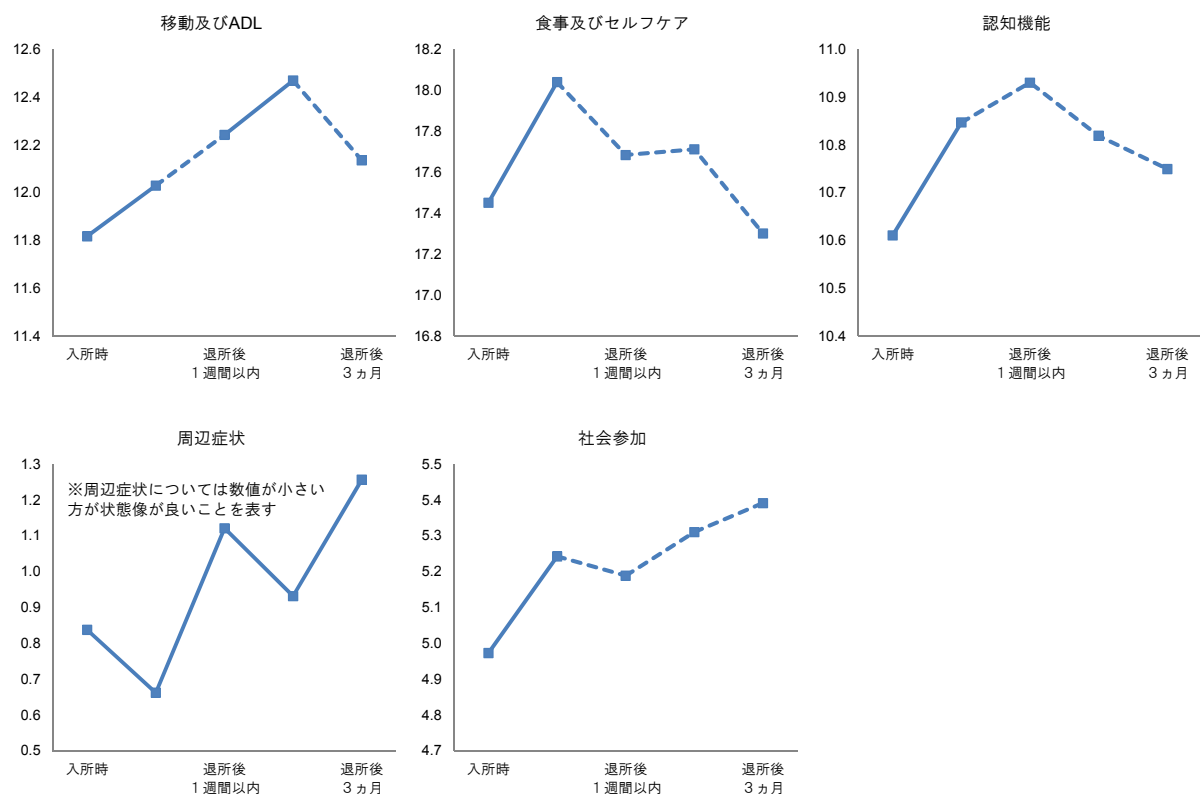 移動及びADL
12.6
12.4
12.2
12.0
11.8
11.6
11.4
入所時
退所後
１週間以内
退所後
３ヵ月
食事及びセルフケア
18.2
18.0
17.8
17.6
17.4
17.2
17.0
16.8
入所時
退所後
１週間以内
退所後
３ヵ月
認知機能
11.0
10.9
10.8
10.7
10.6
10.5
10.4
入所時
退所後
１週間以内
退所後
３ヵ月
周辺症状
※周辺症状については数値が小さい
方が状態像が良いことを表す
1.3
1.2
1.1
1.0
0.9
0.8
0.7
0.6
0.5
入所時
退所後
１週間以内
退所後
３ヵ月
社会参加
5.5
5.4
5.3
5.2
5.1
5.0
4.9
4.8
4.7
入所時
退所後
１週間以内
退所後
３ヵ月